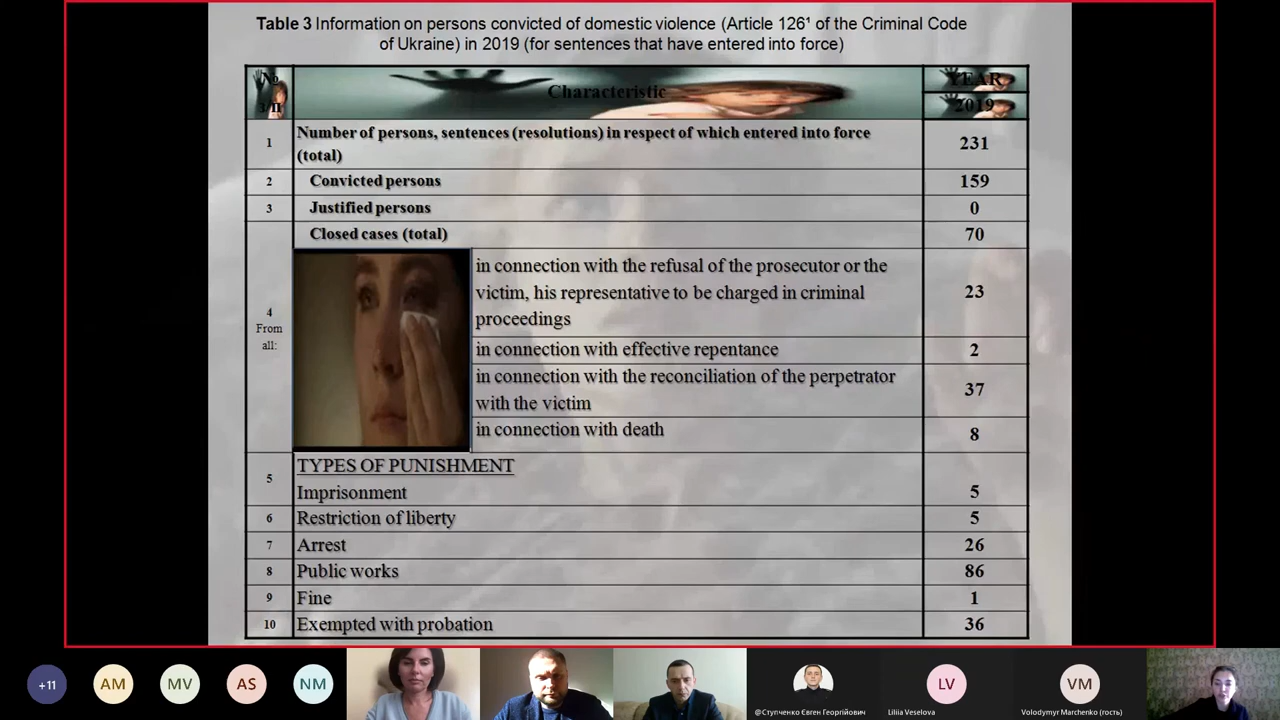 Table 3 Information on persons convicted of domestic violence (Article 126¹ of the Criminal Code
of Ukraine) in 2019 (for sentences that have entered into force)
№ Characteristic YEAR
з/п 2019
1 Number of persons, sentences (resolutions) in respect of which entered into force
(total) 231
2 Convicted persons 159
3 Justified persons 0
Closed cases (total) 70
4
From
all:
in connection with the refusal of the prosecutor or the
victim, his representative to be charged in criminal 23
proceedings
in connection with effective repentance 2
in connection with the reconciliation of the perpetrator
with the victim 37
in connection with death 8
5 TYPES OF PUNISHMENT
Imprisonment 5
6 Restriction of liberty 5
7 Arrest 26
8 Public works 86
9 Fine 1
10 Exempted with probation 36
+11 AM MV AS NM LV VM
@Ступченко Євген Георгійович Liliia Veselova Volodymyr Marchenko (гость)